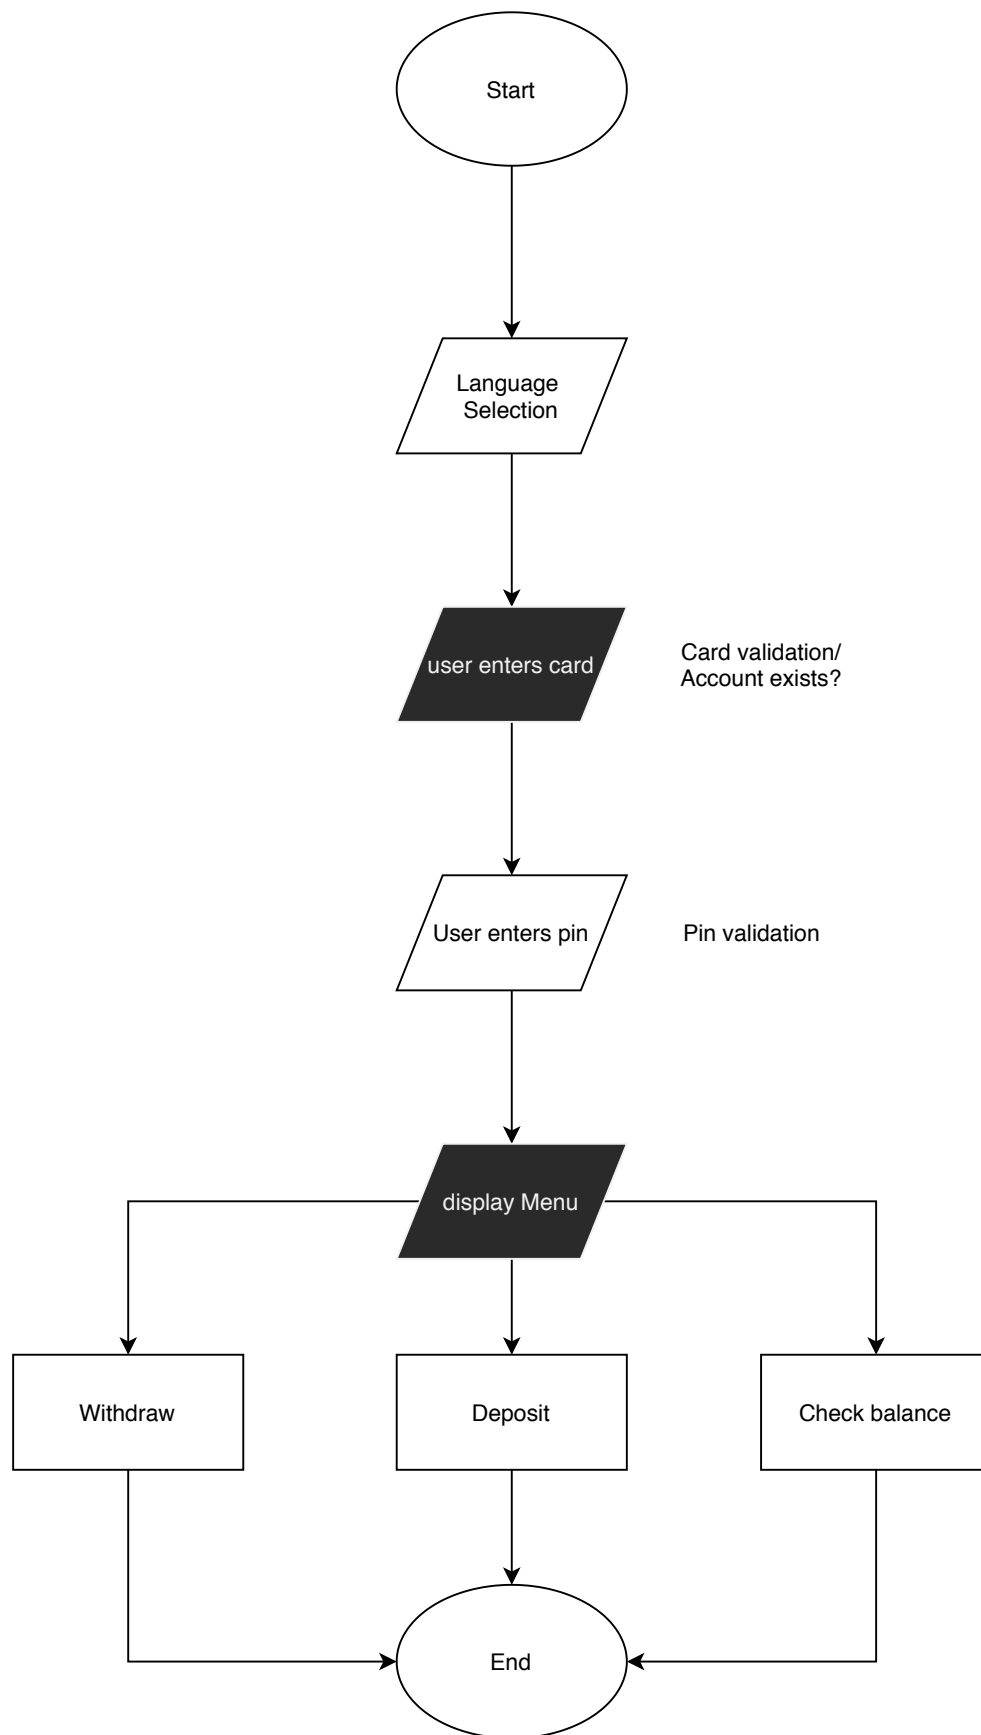 Start
Language
Selection
user enters card
Card validation/
Account exists?
User enters pin
Pin validation
display Menu
Withdraw
Deposit
Check balance
End